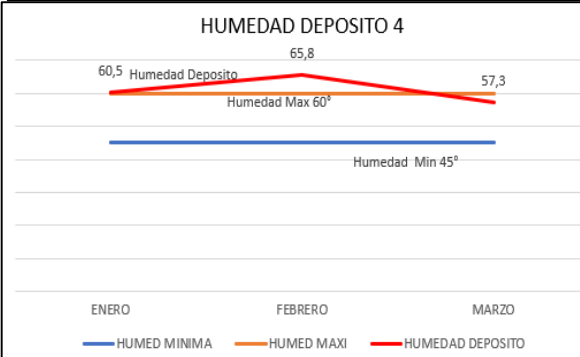 HUMEDAD DEPOSITO 4
65,8
60,5
Humedad Deposito
57,3
Humedad Max 60°
Humedad Min 45°
ENERO FEBRERO MARZO
HUMED MINIMA HUMED MAXI HUMEDAD DEPOSITO